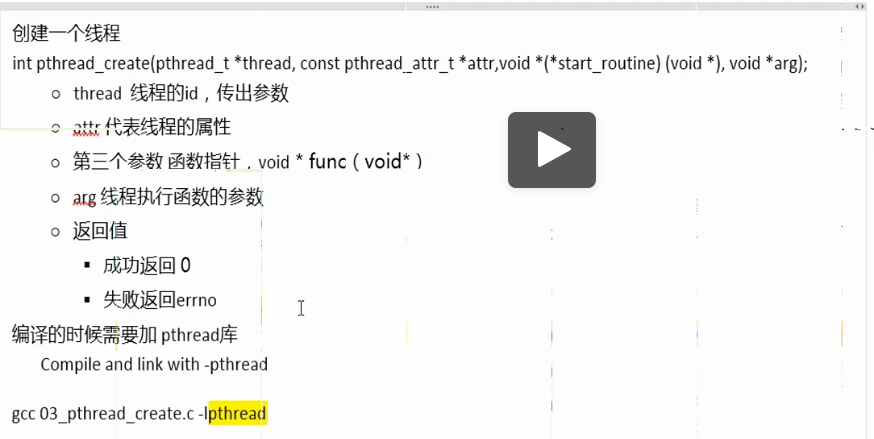 创建一个线程
int pthread_create(pthread_t *thread, const pthread_attr_t *attr,void *(*start_routine) (void *), void *arg);
○ thread 线程的id，传出参数
○ attr 代表线程的属性
○ 第三个参数 函数指针，void * func ( void* )
○ arg 线程执行函数的参数
○ 返回值
▪ 成功返回 0
▪ 失败返回errno
编译的时候需要加 pthread库
Compile and link with -pthread
gcc 03_pthread_create.c -lpthread